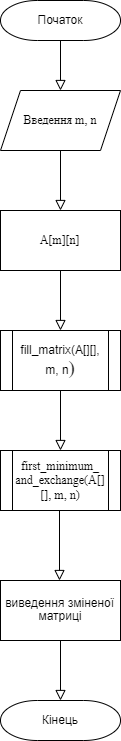 Початок
Введення m, n
A[m][n]
fill_matrix(A[][],
m, n)
first_minimum_
and_exchange(A[]
[], m, n)
виведення зміненої
матриці
Кінець